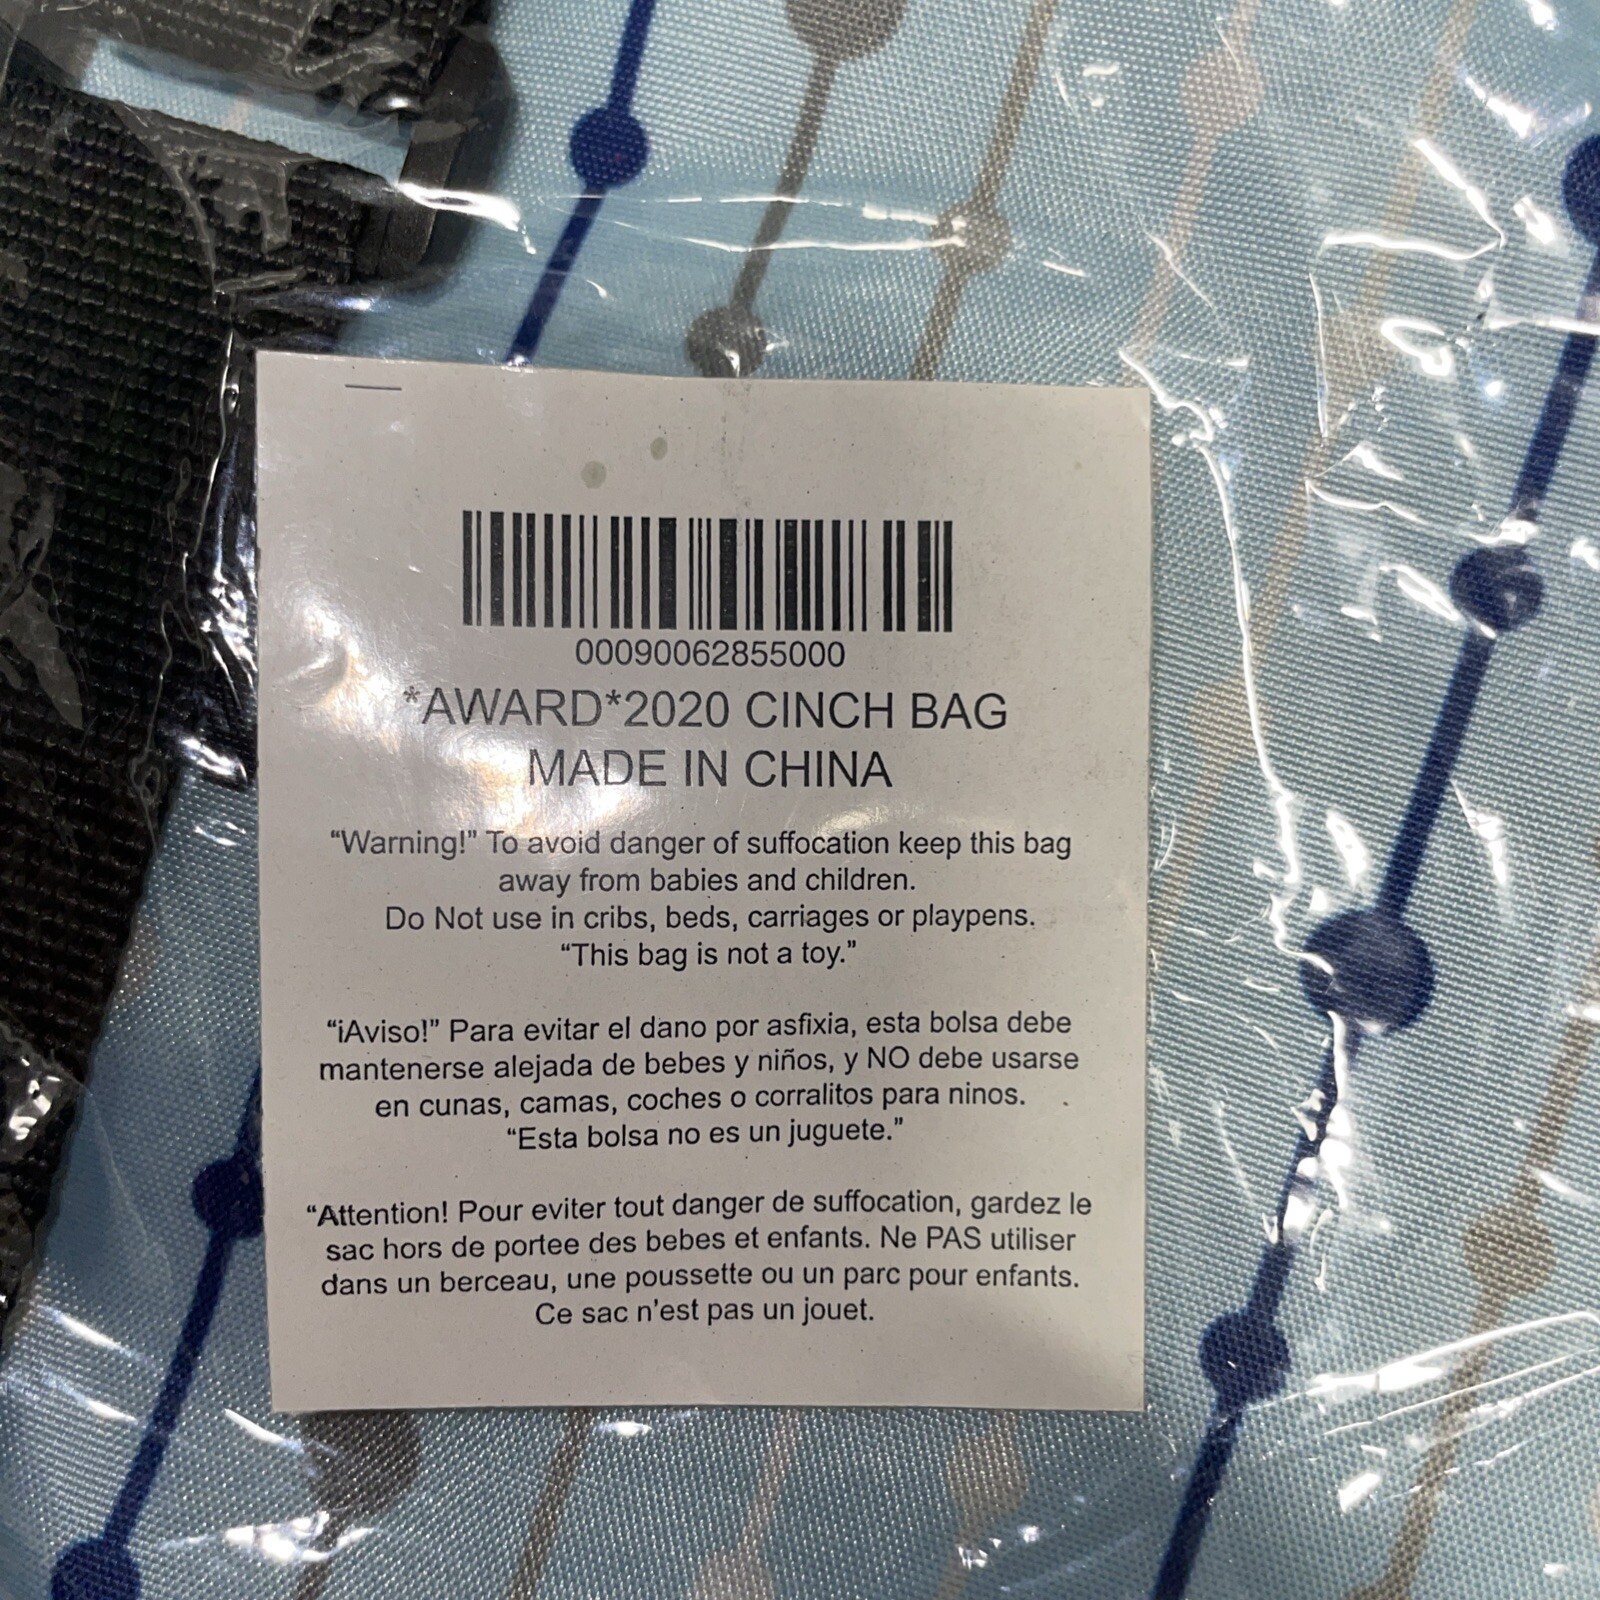 00090062855000
*AWARD*2020 CINCH BAG
MADE IN CHINA
“Warning!” To avoid danger of suffocation keep this bag
away from babies and children.
Do Not use in cribs, beds, carriages or playpens.
“This bag is not a toy.”
“iAviso!” Para evitar el dano por asfixia, esta bolsa debe
mantenerse alejada de bebes y niños, y NO debe usarse
en cunas, camas, coches o corralitos para ninos.
“Esta bolsa no es un juguete.”
“Attention! Pour eviter tout danger de suffocation, gardez le
sac hors de portee des bebes et enfants. Ne PAS utiliser
dans un berceau, une poussette ou un parc pour enfants.
Ce sac n'est pas un jouet.